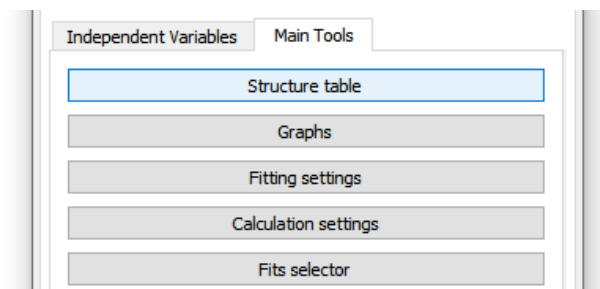 Independent Variables Main Tools
Structure table
Graphs
Fitting settings
Calculation settings
Fits selector